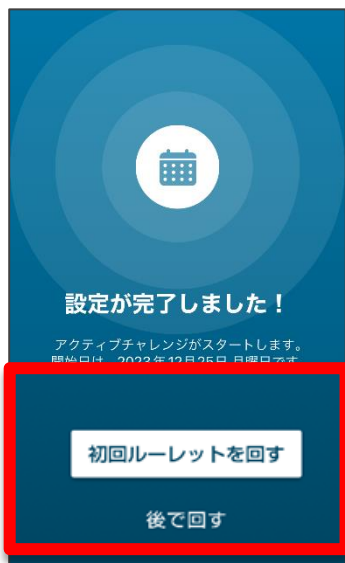 設定が完了しました！
アクティブチャレンジがスタートします。
開始日は、2023年12月25日 月曜日です。
初回ルーレットを回す
後で回す